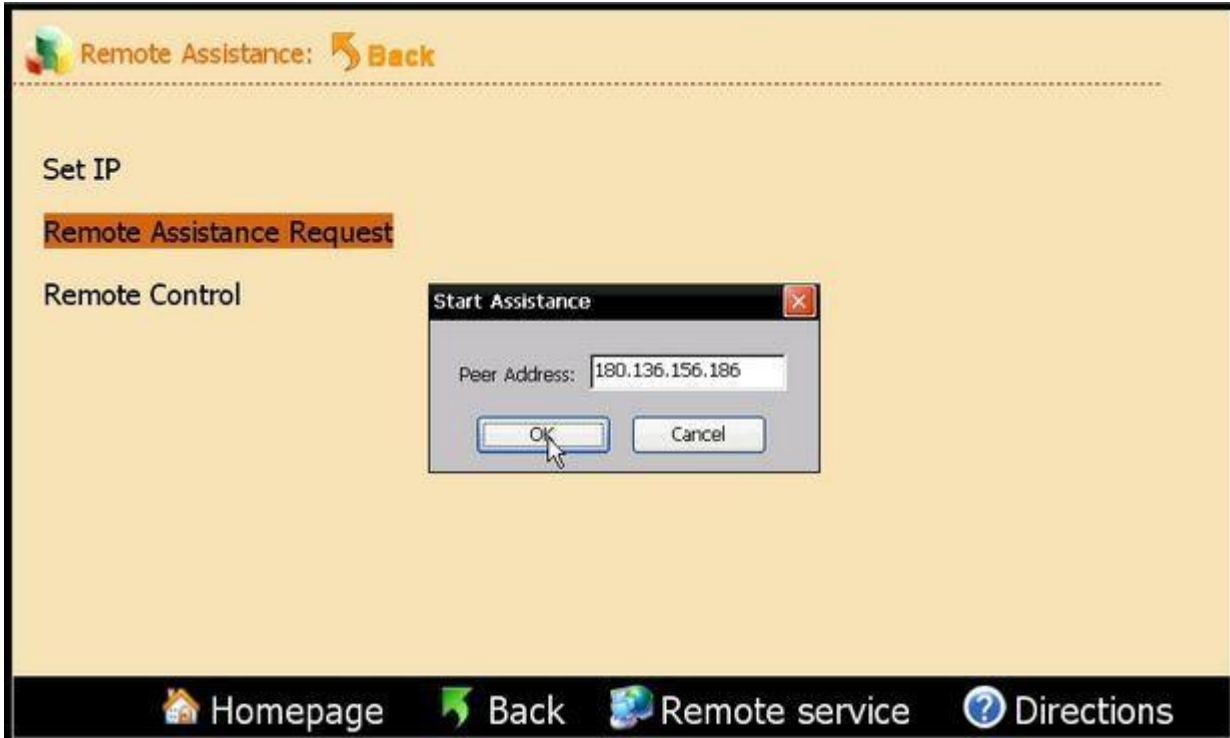 Remote Assistance: Back
Set IP
Remote Assistance Request
Remote Control
Start Assistance
Peer Address: 180.136.156.186
OK Cancel
Homepage Back Remote service Directions